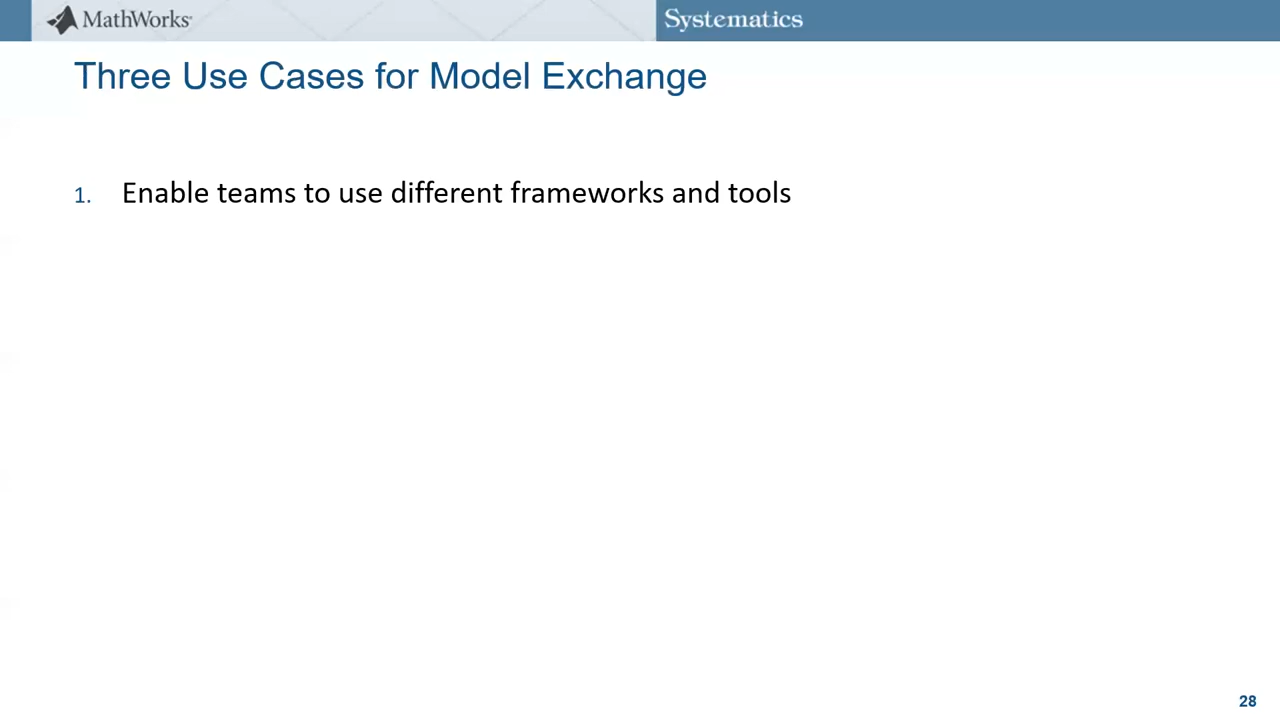 MathWorks®
Systematics
Three Use Cases for Model Exchange
1. Enable teams to use different frameworks and tools
28